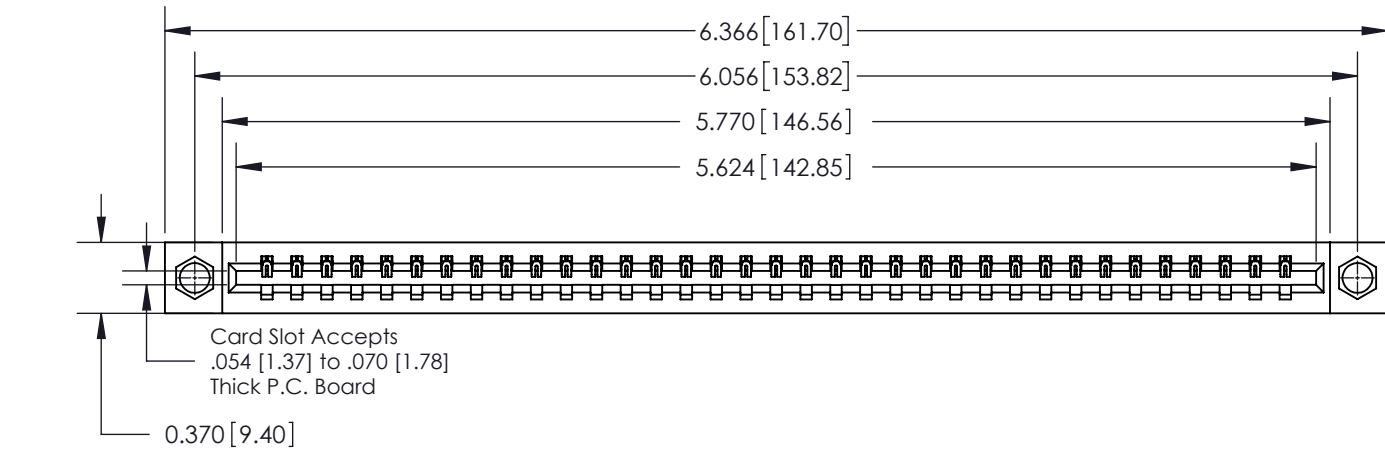 6.366[161.70]
6.056[153.82]
5.770[146.56]
5.624[142.85]
Card Slot Accepts
.054 [1.37] to .070 [1.78]
Thick P.C. Board
0.370[9.40]